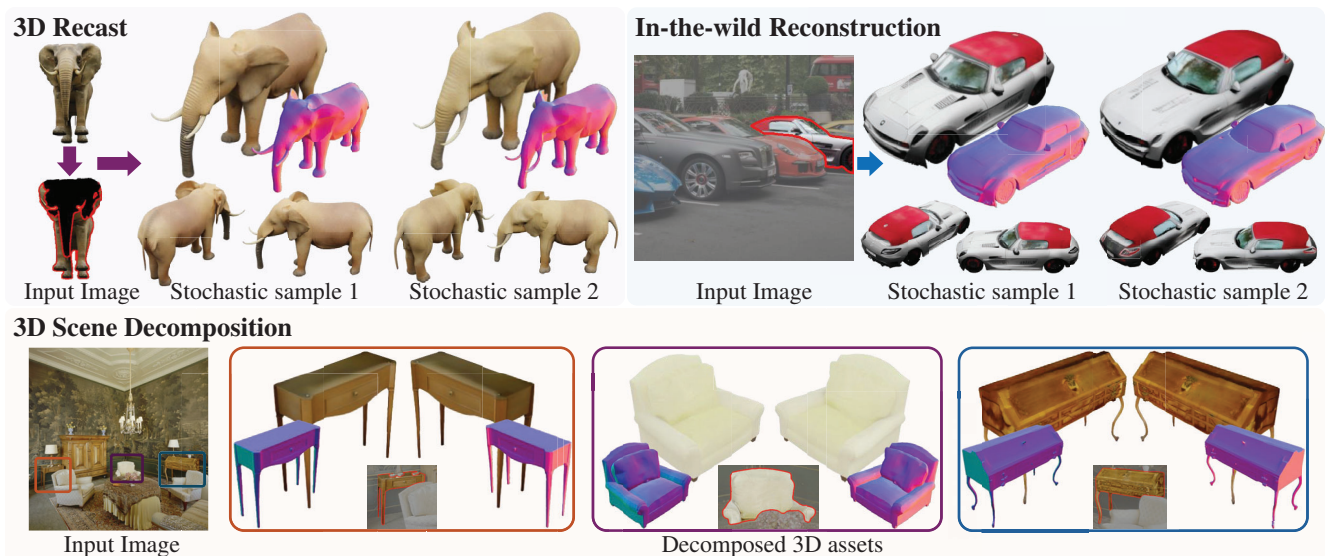 3D Recast
Input Image
Stochastic sample 1
Stochastic sample 2
In-the-wild Reconstruction
Input Image
Stochastic sample 1
Stochastic sample 2
3D Scene Decomposition
Input Image
Decomposed 3D assets